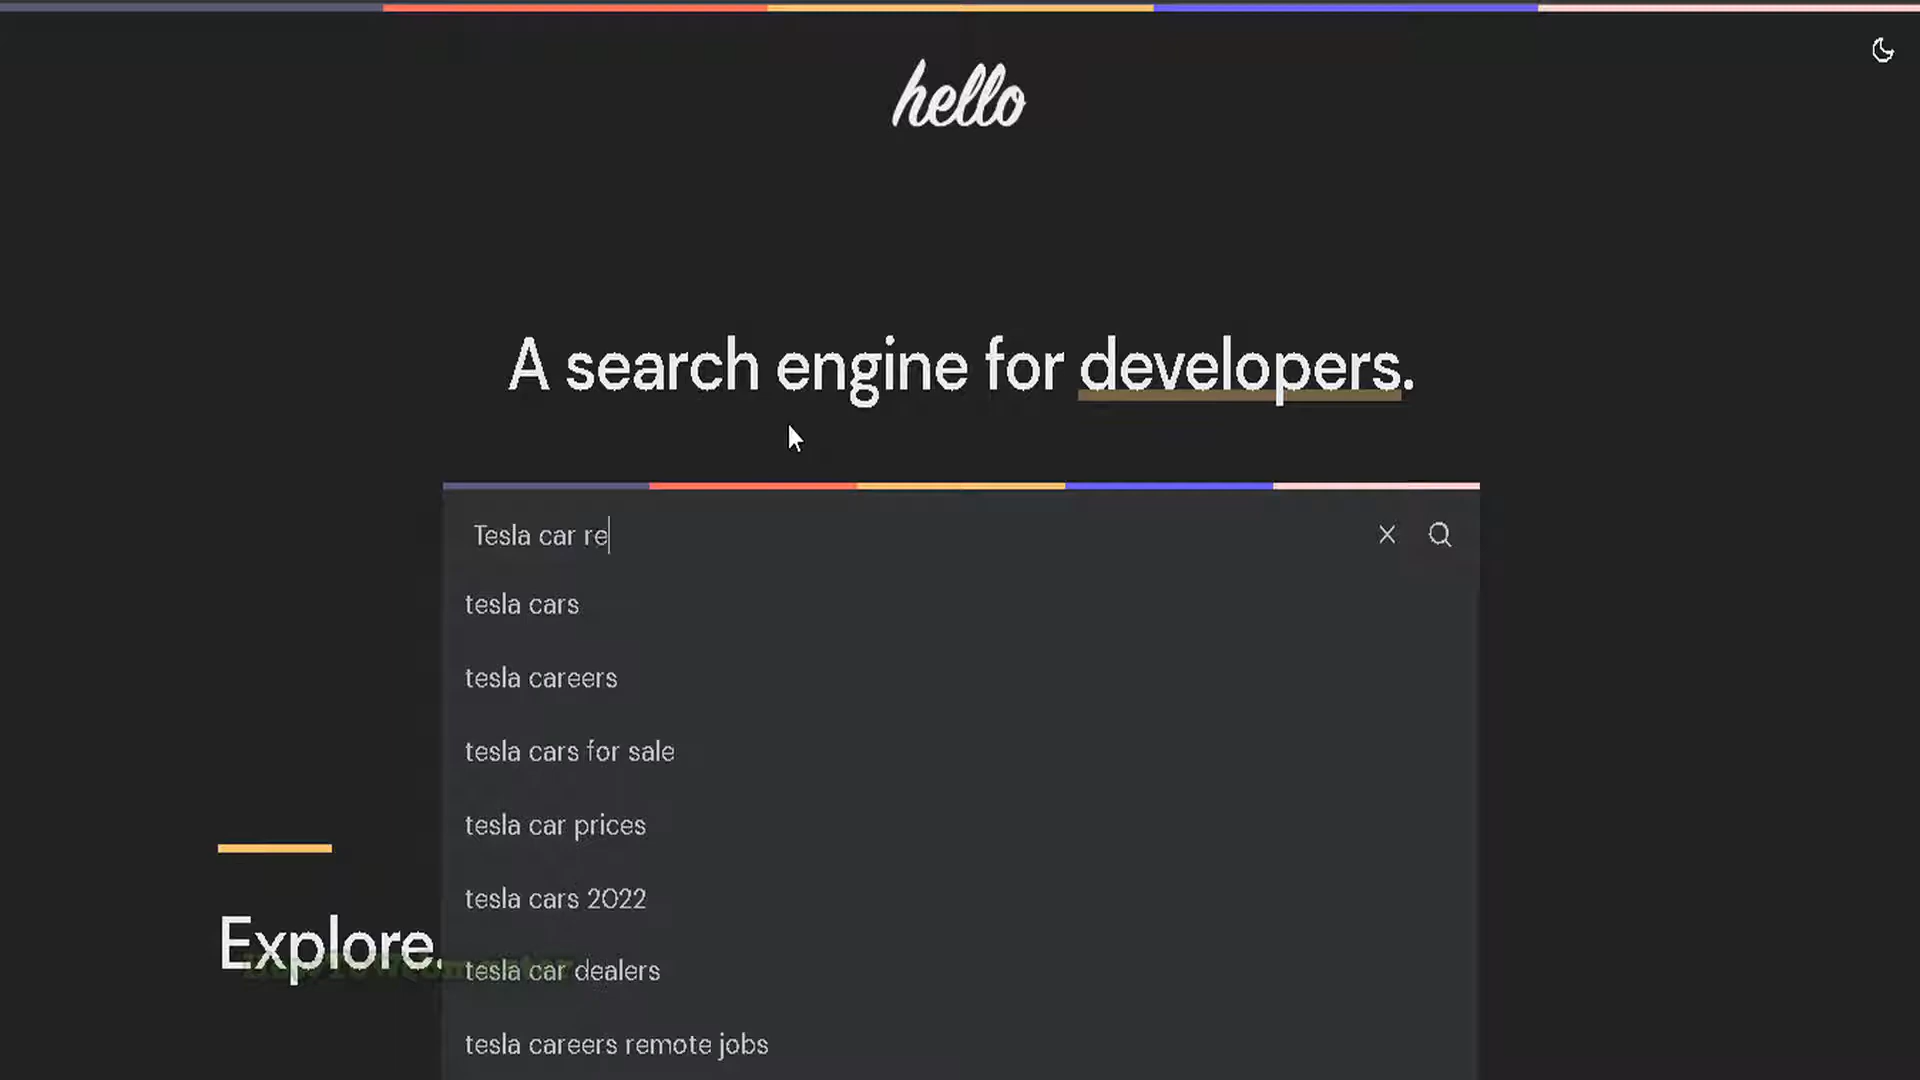 hello
A search engine for developers.
Tesla car re
tesla cars
tesla careers
tesla cars for sale
tesla car prices
tesla cars 2022
Explore.
tesla car dealers
tesla careers remote jobs